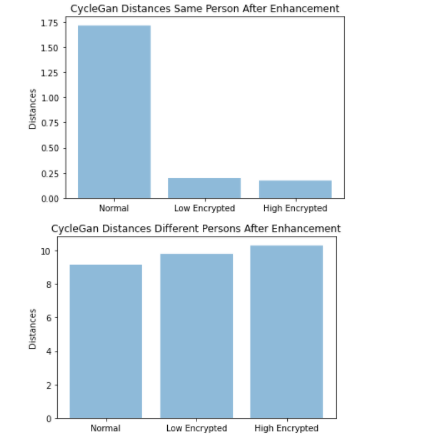 CycleGan Distances Same Person After Enhancement
1.75
1.50
1.25
1.00
0.75
0.50
0.25
0.00
Distances
Normal Low Encrypted High Encrypted
CycleGan Distances Different Persons After Enhancement
10
8
6
4
2
0
Distances
Normal Low Encrypted High Encrypted